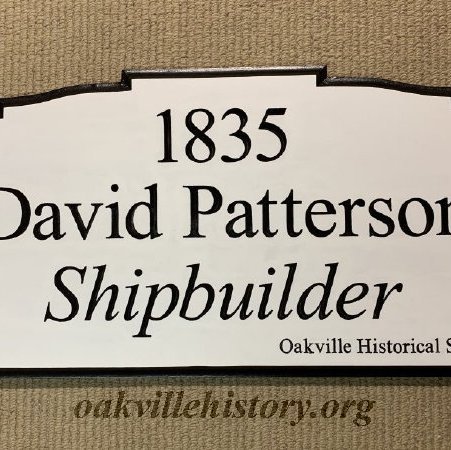 1835
David Patterson
Shipbuilder
Oakville Historical S
oakvillehistory.org